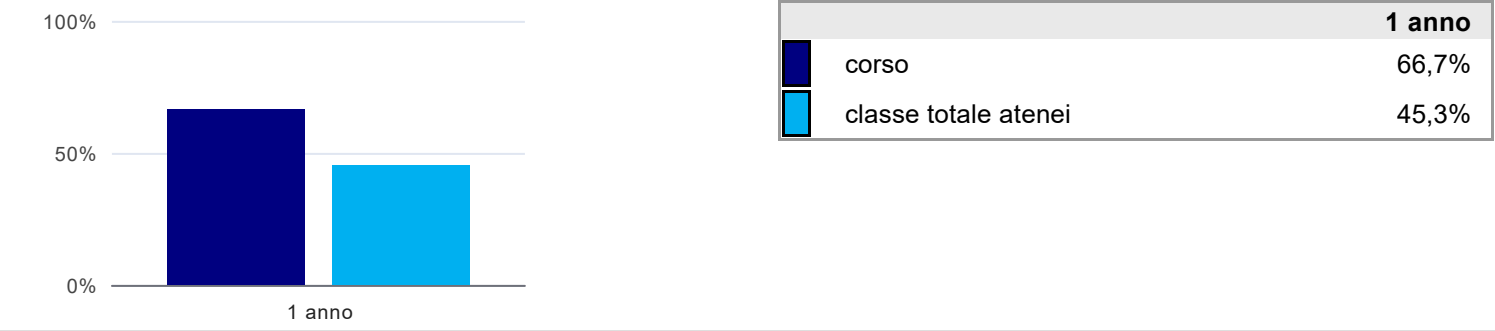 100%
50%
0%
1 anno
1 anno
corso 66,7%
classe totale atenei 45,3%